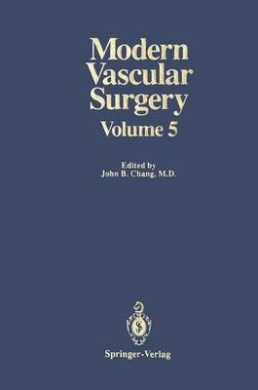 Modern
Vascular
Surgery
Volume 5
Edited by
John B. Chang, M.D.
Springer-Verlag